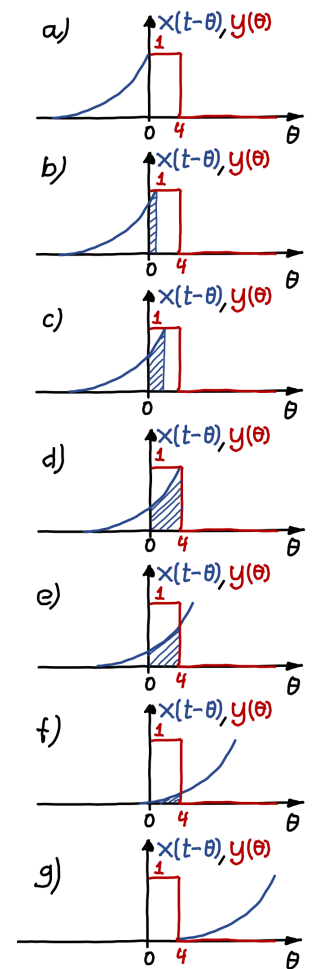 a) x(t-θ), y(θ)
1
0 4 θ
b) x(t-θ), y(θ)
1
0 4 θ
c) x(t-θ), y(θ)
1
0 4 θ
d) x(t-θ), y(θ)
1
0 4 θ
e) x(t-θ), y(θ)
1
0 4 θ
f) x(t-θ), y(θ)
1
0 4 θ
g) x(t-θ), y(θ)
1
0 4 θ